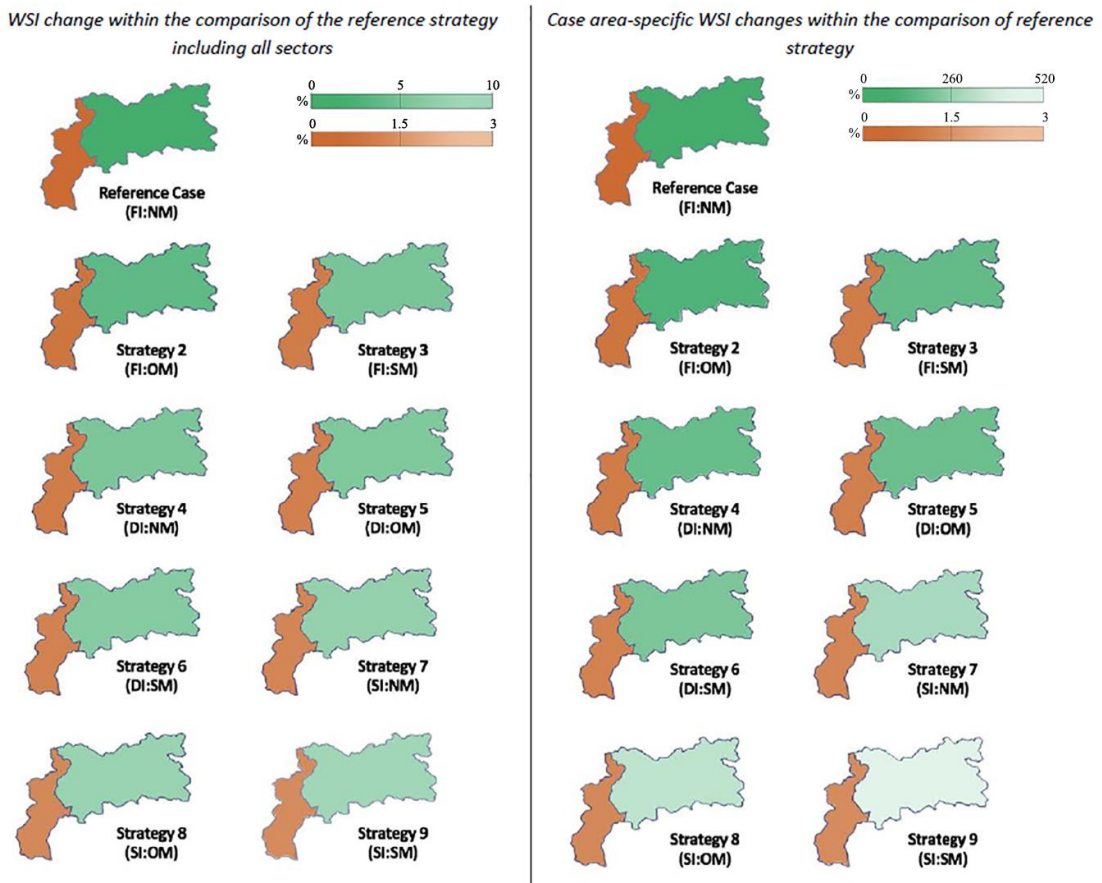 WSI change within the comparison of the reference strategy
including all sectors
0 5 10
%
0 1.5 3
%
Reference Case
(FI:NM)
Strategy 2
(FI:OM)
Strategy 3
(FI:SM)
Strategy 4
(DI:NM)
Strategy 5
(DI:OM)
Strategy 6
(DI:SM)
Strategy 7
(SI:NM)
Strategy 8
(SI:OM)
Strategy 9
(SI:SM)
Case area-specific WSI changes within the comparison of reference
strategy
0 260 520
%
0 1.5 3
%
Reference Case
(FI:NM)
Strategy 2
(FI:OM)
Strategy 3
(FI:SM)
Strategy 4
(DI:NM)
Strategy 5
(DI:OM)
Strategy 6
(DI:SM)
Strategy 7
(SI:NM)
Strategy 8
(SI:OM)
Strategy 9
(SI:SM)